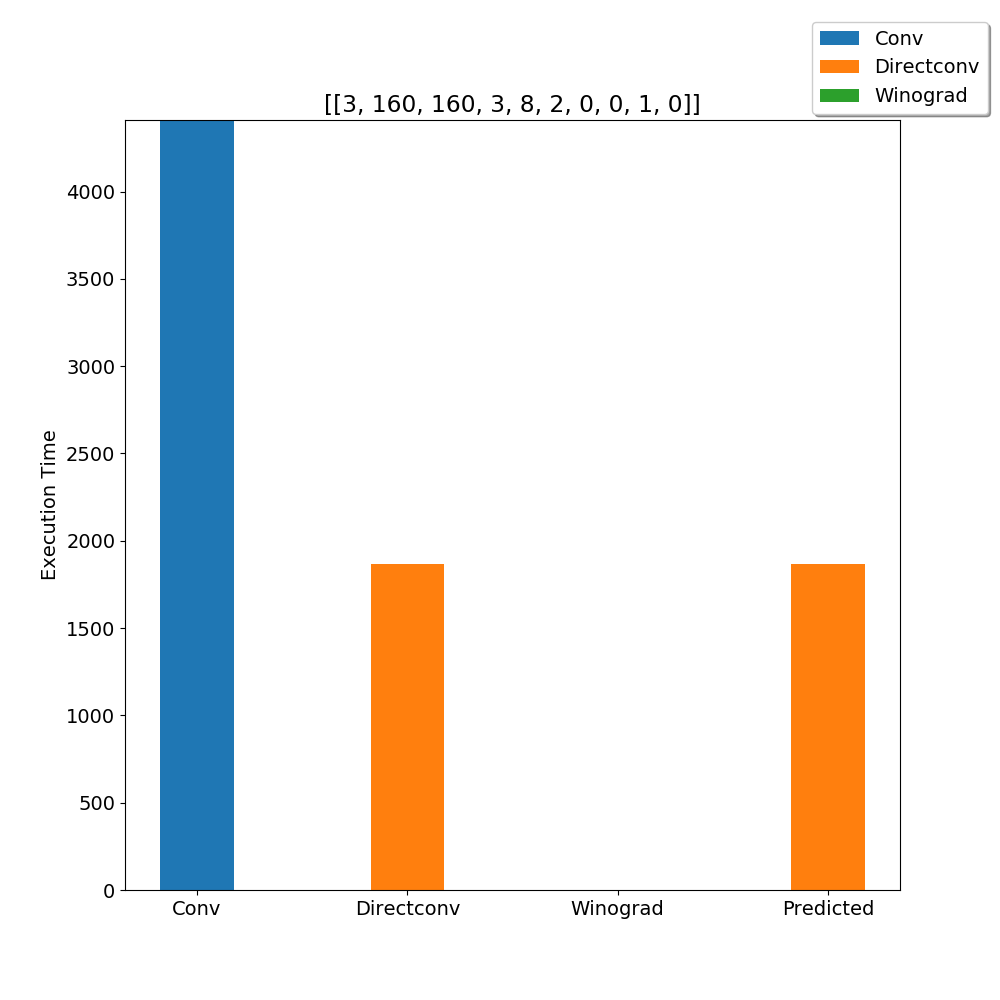 Conv
Directconv
Winograd
[[3, 160, 160, 3, 8, 2, 0, 0, 1, 0]]
4000
3500
3000
2500
2000
1500
1000
500
0
Execution Time
Conv Directconv Winograd Predicted